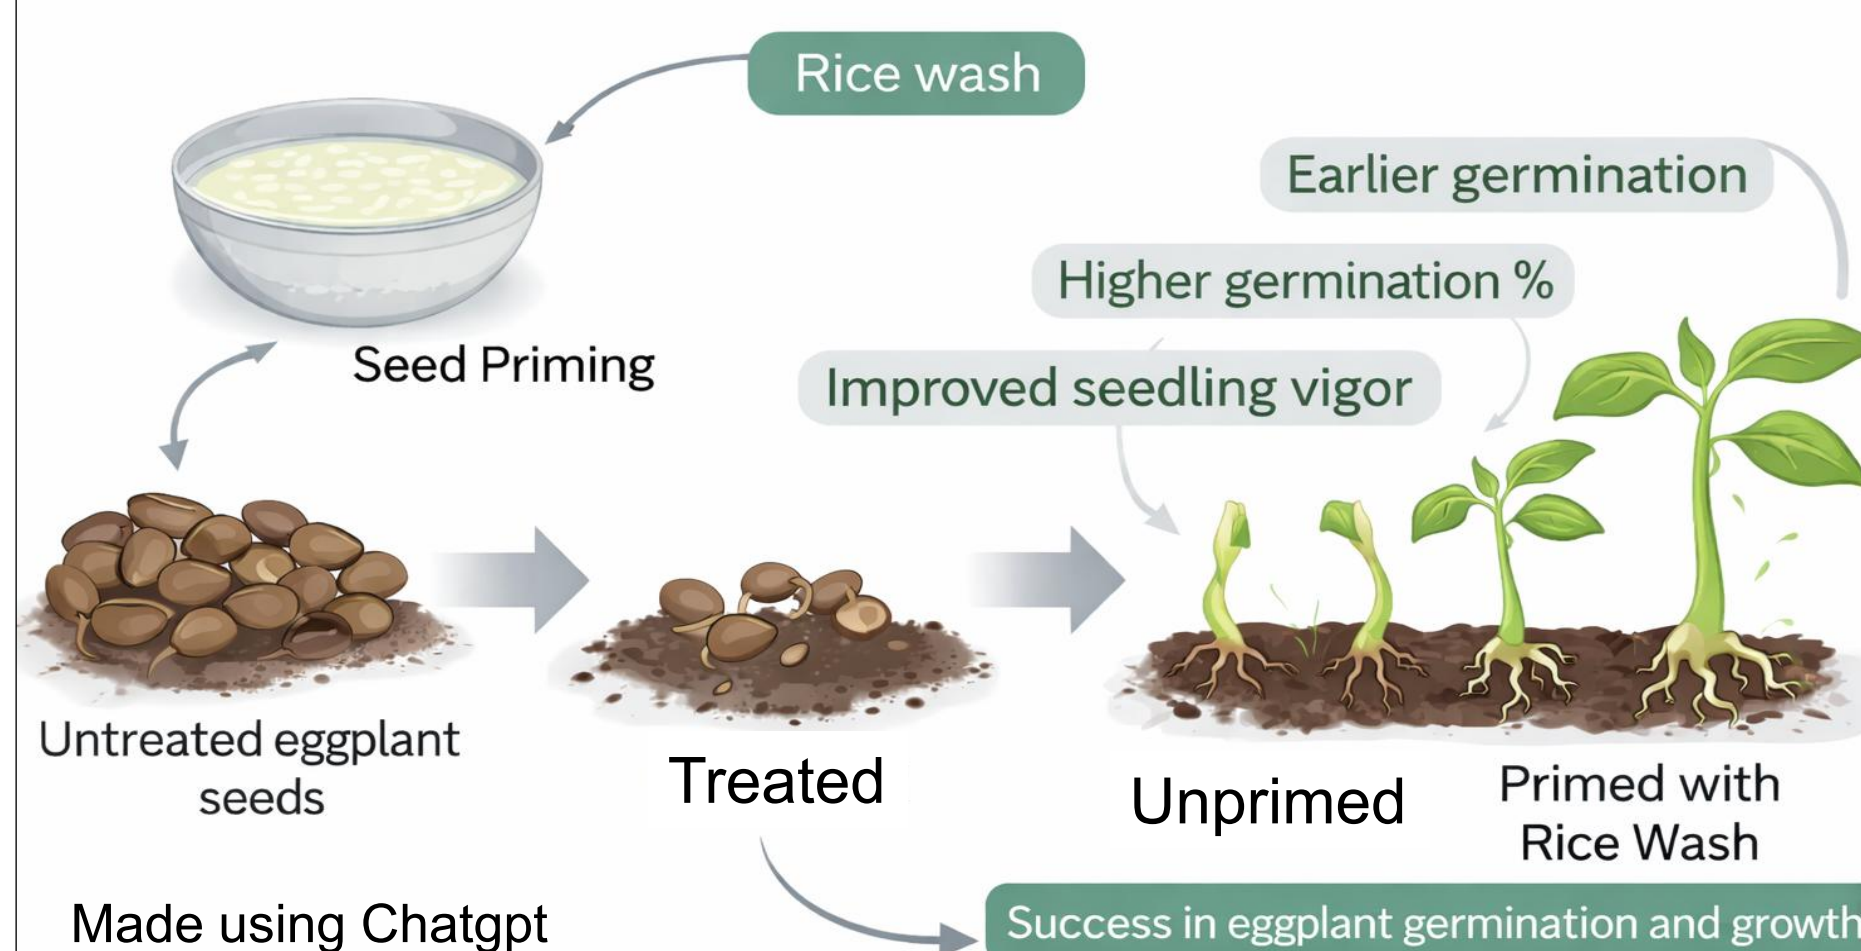 Rice wash
Earlier germination
Higher germination %
Seed Priming
Improved seedling vigor
Untreated eggplant
seeds
Treated
Unprimed
Primed with
Rice Wash
Made using Chatgpt
Success in eggplant germination and growth